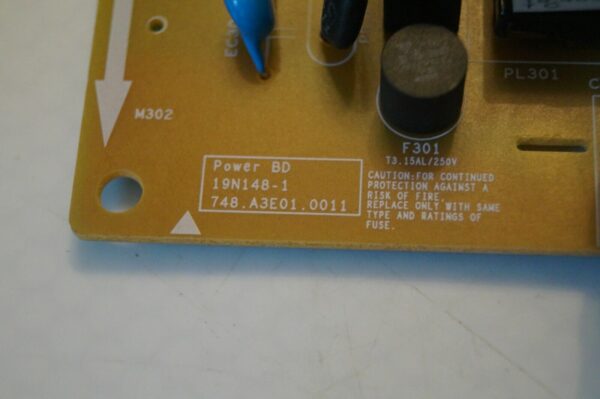 M302
PL301
F301
T3.15AL/250V
Power BD
19N148-1
748.A3E01.0011
CAUTION:FOR CONTINUED
PROTECTION AGAINST A
RISK OF FIRE.
REPLACE ONLY WITH SAME
TYPE AND RATINGS OF
FUSE.